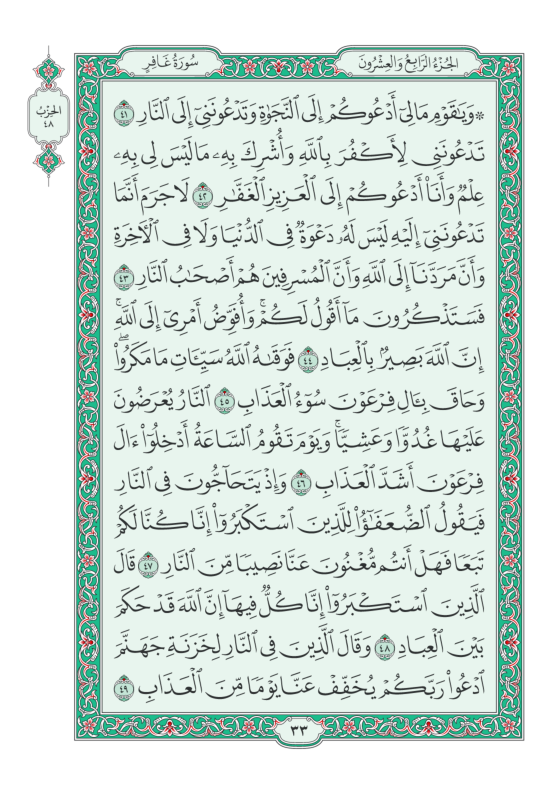 الجُزْءُ الرَّابِعُ وَالعِشْرُونَ
سُورَةُ غَافِرٍ
الحِزْبُ
٤٨
۞ وَيَٰقَوْمِ مَالِيٓ أَدْعُوكُمْ إِلَى ٱلنَّجَوٰةِ وَتَدْعُونَنِيٓ إِلَى ٱلنَّارِ ٤١
تَدْعُونَنِي لِأَكْفُرَ بِٱللَّهِ وَأُشْرِكَ بِهِۦ مَالَيْسَ لِي بِهِۦ
عِلْمٌ وَأَنَا۠ أَدْعُوكُمْ إِلَى ٱلْعَزِيزِ ٱلْغَفَّٰرِ ٤٢ لَاجَرَمَ أَنَّمَا
تَدْعُونَنِيٓ إِلَيْهِ لَيْسَ لَهُۥ دَعْوَةٌ فِي ٱلدُّنْيَا وَلَا فِي ٱلْأٓخِرَةِ
وَأَنَّ مَرَدَّنَآ إِلَى ٱللَّهِ وَأَنَّ ٱلْمُسْرِفِينَ هُمْ أَصْحَٰبُ ٱلنَّارِ ٤٣
فَسَتَذْكُرُونَ مَآ أَقُولُ لَكُمْۚ وَأُفَوِّضُ أَمْرِيٓ إِلَى ٱللَّهِۚ
إِنَّ ٱللَّهَ بَصِيرٌۢ بِٱلْعِبَادِ ٤٤ فَوَقَىٰهُ ٱللَّهُ سَيِّـَٔاتِ مَا مَكَرُواْۖ
وَحَاقَ بِـَٔالِ فِرْعَوْنَ سُوٓءُ ٱلْعَذَابِ ٤٥ ٱلنَّارُ يُعْرَضُونَ
عَلَيْهَا غُدُوّٗا وَعَشِيّٗاۚ وَيَوْمَ تَقُومُ ٱلسَّاعَةُ أَدْخِلُوٓاْ ءَالَ
فِرْعَوْنَ أَشَدَّ ٱلْعَذَابِ ٤٦ وَإِذْ يَتَحَآجُّونَ فِي ٱلنَّارِ
فَيَقُولُ ٱلضُّعَفَٰٓؤُاْ لِلَّذِينَ ٱسْتَكْبَرُوٓاْ إِنَّا كُنَّا لَكُمْ
تَبَعٗا فَهَلْ أَنتُم مُّغْنُونَ عَنَّا نَصِيبٗا مِّنَ ٱلنَّارِ ٤٧ قَالَ
ٱلَّذِينَ ٱسْتَكْبَرُوٓاْ إِنَّا كُلّٞ فِيهَآ إِنَّ ٱللَّهَ قَدْ حَكَمَ
بَيْنَ ٱلْعِبَادِ ٤٨ وَقَالَ ٱلَّذِينَ فِي ٱلنَّارِ لِخَزَنَةِ جَهَنَّمَ
ٱدْعُواْ رَبَّكُمْ يُخَفِّفْ عَنَّا يَوْمٗا مِّنَ ٱلْعَذَابِ ٤٩
٣٣